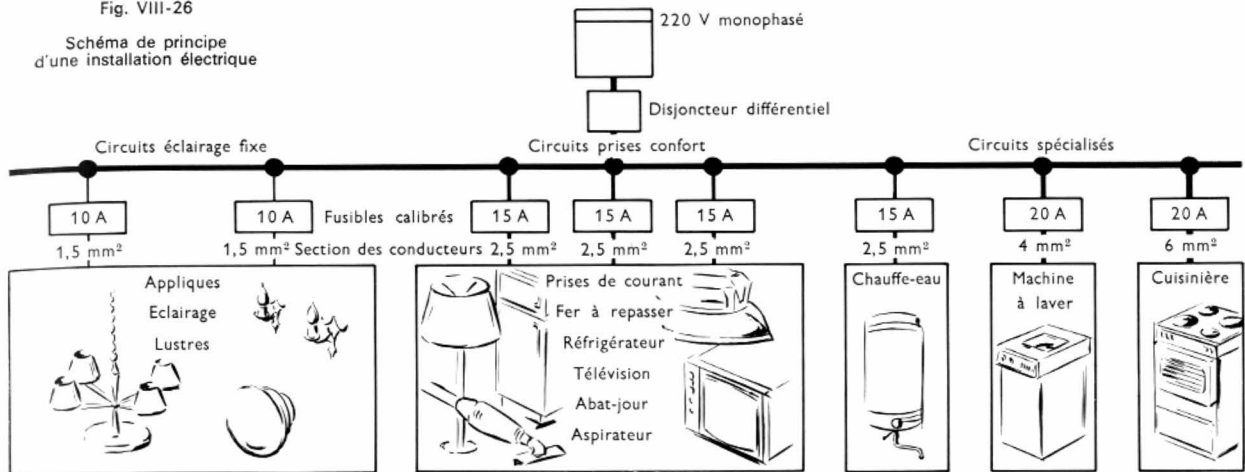 Fig. VIII-26
Schéma de principe
d'une installation électrique
220 V monophasé
Disjoncteur différentiel
Circuits éclairage fixe
Circuits prises confort
Circuits spécialisés
10 A
10 A
Fusibles calibrés
15 A
15 A
15 A
15 A
20 A
20 A
1,5 mm²
1,5 mm²
Section des conducteurs
2,5 mm²
2,5 mm²
2,5 mm²
2,5 mm²
4 mm²
6 mm²
Appliques
Eclairage
Lustres
Prises de courant
Fer à repasser
Réfrigérateur
Télévision
Abat-jour
Aspirateur
Chauffe-eau
Machine
à laver
Cuisinière